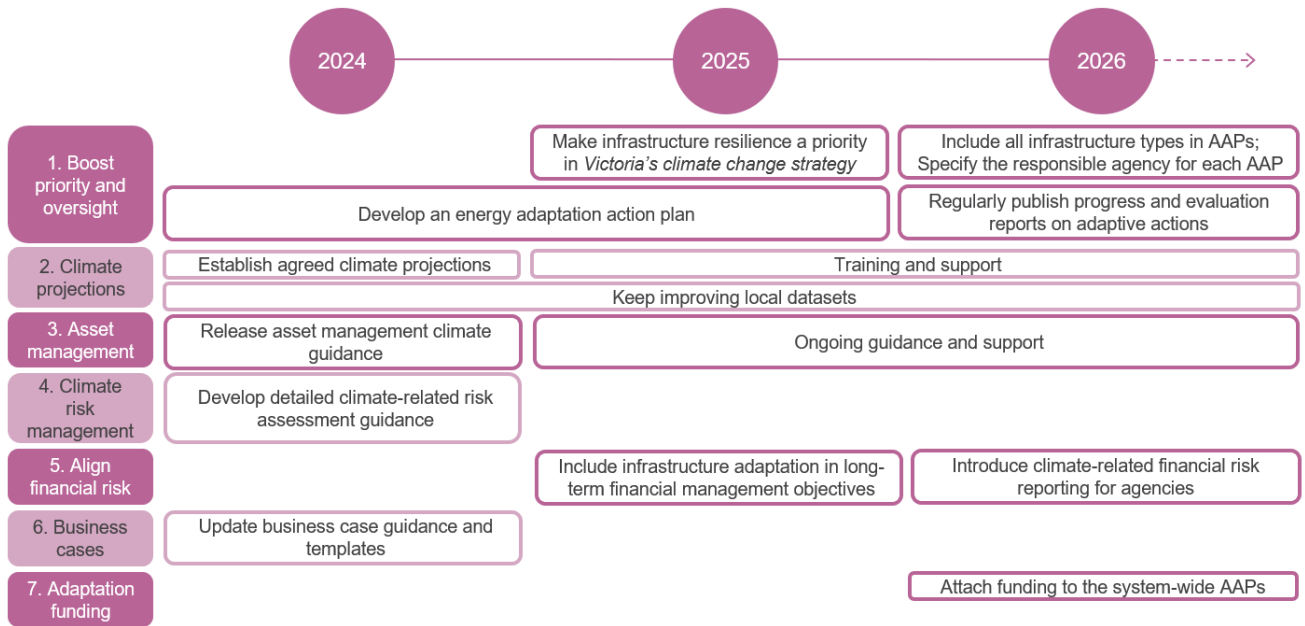 2024
2025
2026
1. Boost
priority and
oversight
Make infrastructure resilience a priority
in Victoria's climate change strategy
Include all infrastructure types in AAPs;
Specify the responsible agency for each AAP
Develop an energy adaptation action plan
Regularly publish progress and evaluation
reports on adaptive actions
2. Climate
projections
Establish agreed climate projections
Training and support
Keep improving local datasets
3. Asset
management
Release asset management climate
guidance
Ongoing guidance and support
4. Climate
risk
management
Develop detailed climate-related risk
assessment guidance
5. Align
financial risk
Include infrastructure adaptation in long-
term financial management objectives
Introduce climate-related financial risk
reporting for agencies
6. Business
cases
Update business case guidance and
templates
7. Adaptation
funding
Attach funding to the system-wide AAPs